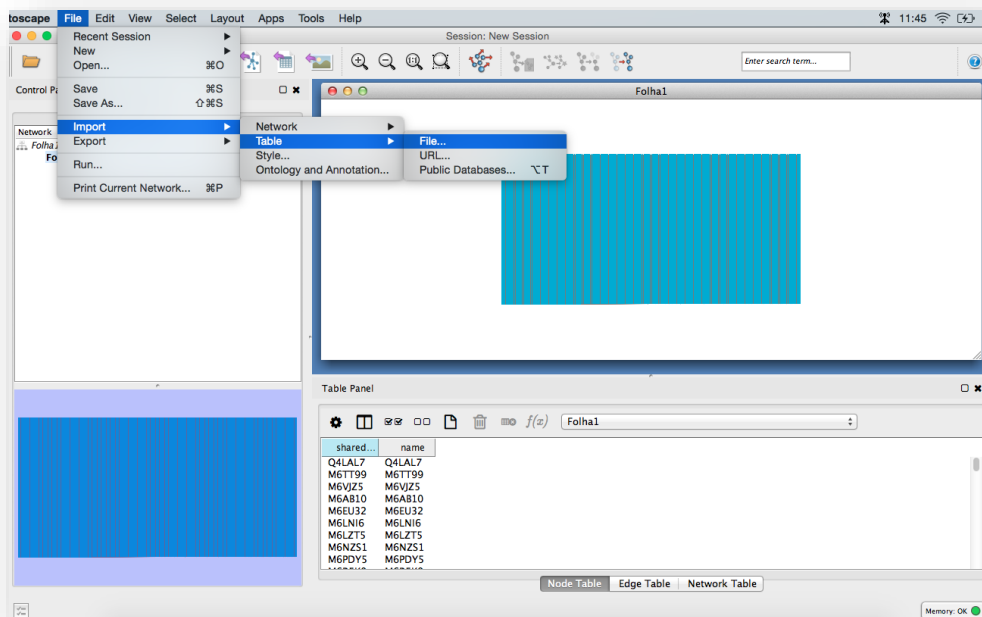 toscape File Edit View Select Layout Apps Tools Help 11:45
Session: New Session
Recent Session
New
Open... ⌘O
Save ⌘S
Save As... ⇧⌘S
Import
Export
Run...
Print Current Network... ⌘P
Network
Table
Style...
Ontology and Annotation...
File...
URL...
Public Databases... ⌥T
Enter search term...
Control Pa
Network
Folha1
Fo
Folha1
Table Panel
f(x) Folha1
shared... name
Q4LAL7 Q4LAL7
M6TT99 M6TT99
M6VJZ5 M6VJZ5
M6AB10 M6AB10
M6EU32 M6EU32
M6LNI6 M6LNI6
M6LZT5 M6LZT5
M6NZS1 M6NZS1
M6PDY5 M6PDY5
Node Table Edge Table Network Table
Memory: OK